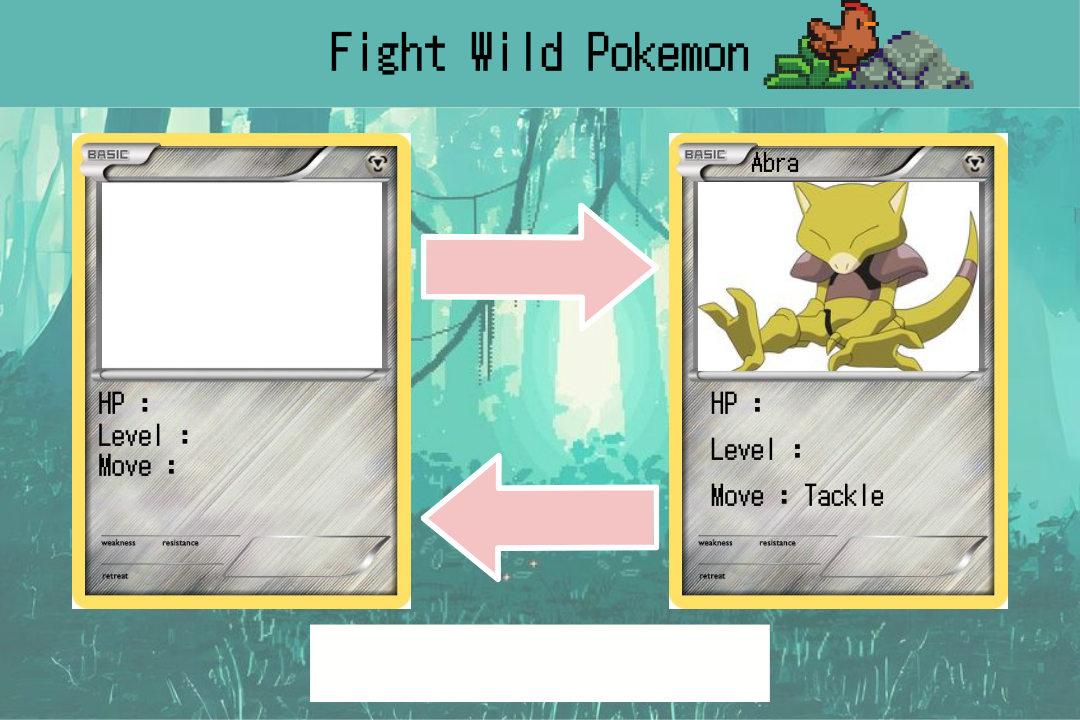 Fight Wild Pokemon
BASIC
HP :
Level :
Move :
weakness resistance
retreat
BASIC
Abra
HP :
Level :
Move : Tackle
weakness resistance
retreat